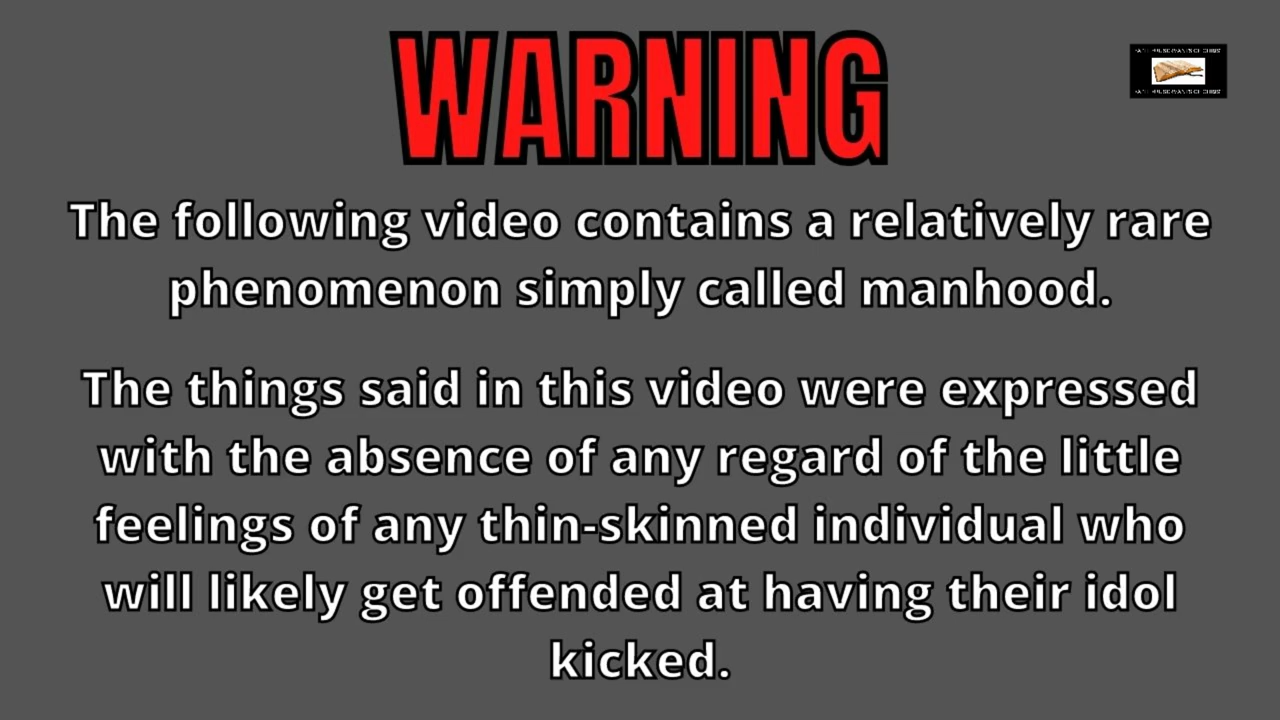 WARNING
The following video contains a relatively rare
phenomenon simply called manhood.
The things said in this video were expressed
with the absence of any regard of the little
feelings of any thin-skinned individual who
will likely get offended at having their idol
kicked.